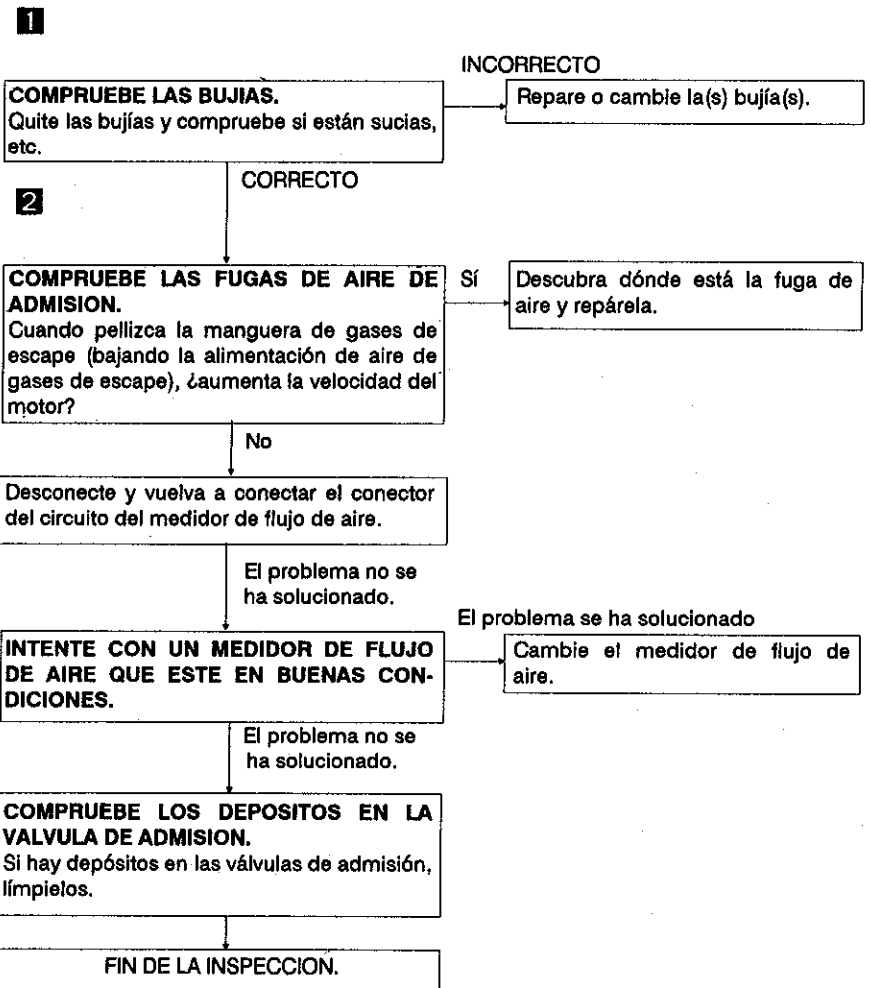 1
INCORRECTO
COMPRUEBE LAS BUJIAS.
Quite las bujías y compruebe si están sucias,
etc.
Repare o cambie la(s) bujía(s).
CORRECTO
2
COMPRUEBE LAS FUGAS DE AIRE DE
ADMISION.
Cuando pellizca la manguera de gases de
escape (bajando la alimentación de aire de
gases de escape), ¿aumenta la velocidad del
motor?
Sí
Descubra dónde está la fuga de
aire y repárela.
No
Desconecte y vuelva a conectar el conector
del circuito del medidor de flujo de aire.
El problema no se
ha solucionado.
El problema se ha solucionado
INTENTE CON UN MEDIDOR DE FLUJO
DE AIRE QUE ESTE EN BUENAS CON-
DICIONES.
Cambie el medidor de flujo de
aire.
El problema no se
ha solucionado.
COMPRUEBE LOS DEPOSITOS EN LA
VALVULA DE ADMISION.
Si hay depósitos en las válvulas de admisión,
límpielos.
FIN DE LA INSPECCION.